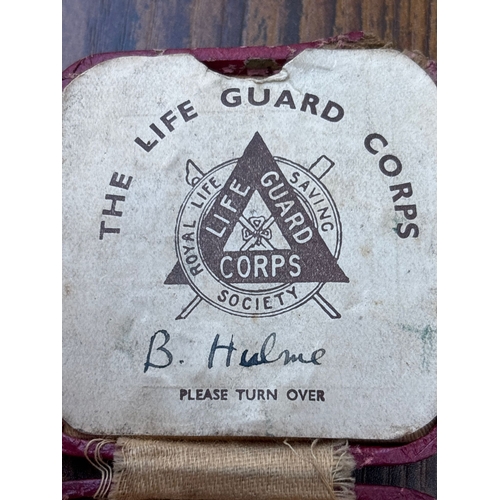 THE LIFE GUARD CORPS
ROYAL LIFE SAVING
SOCIETY
LIFE GUARD
CORPS
B. Hulme
PLEASE TURN OVER